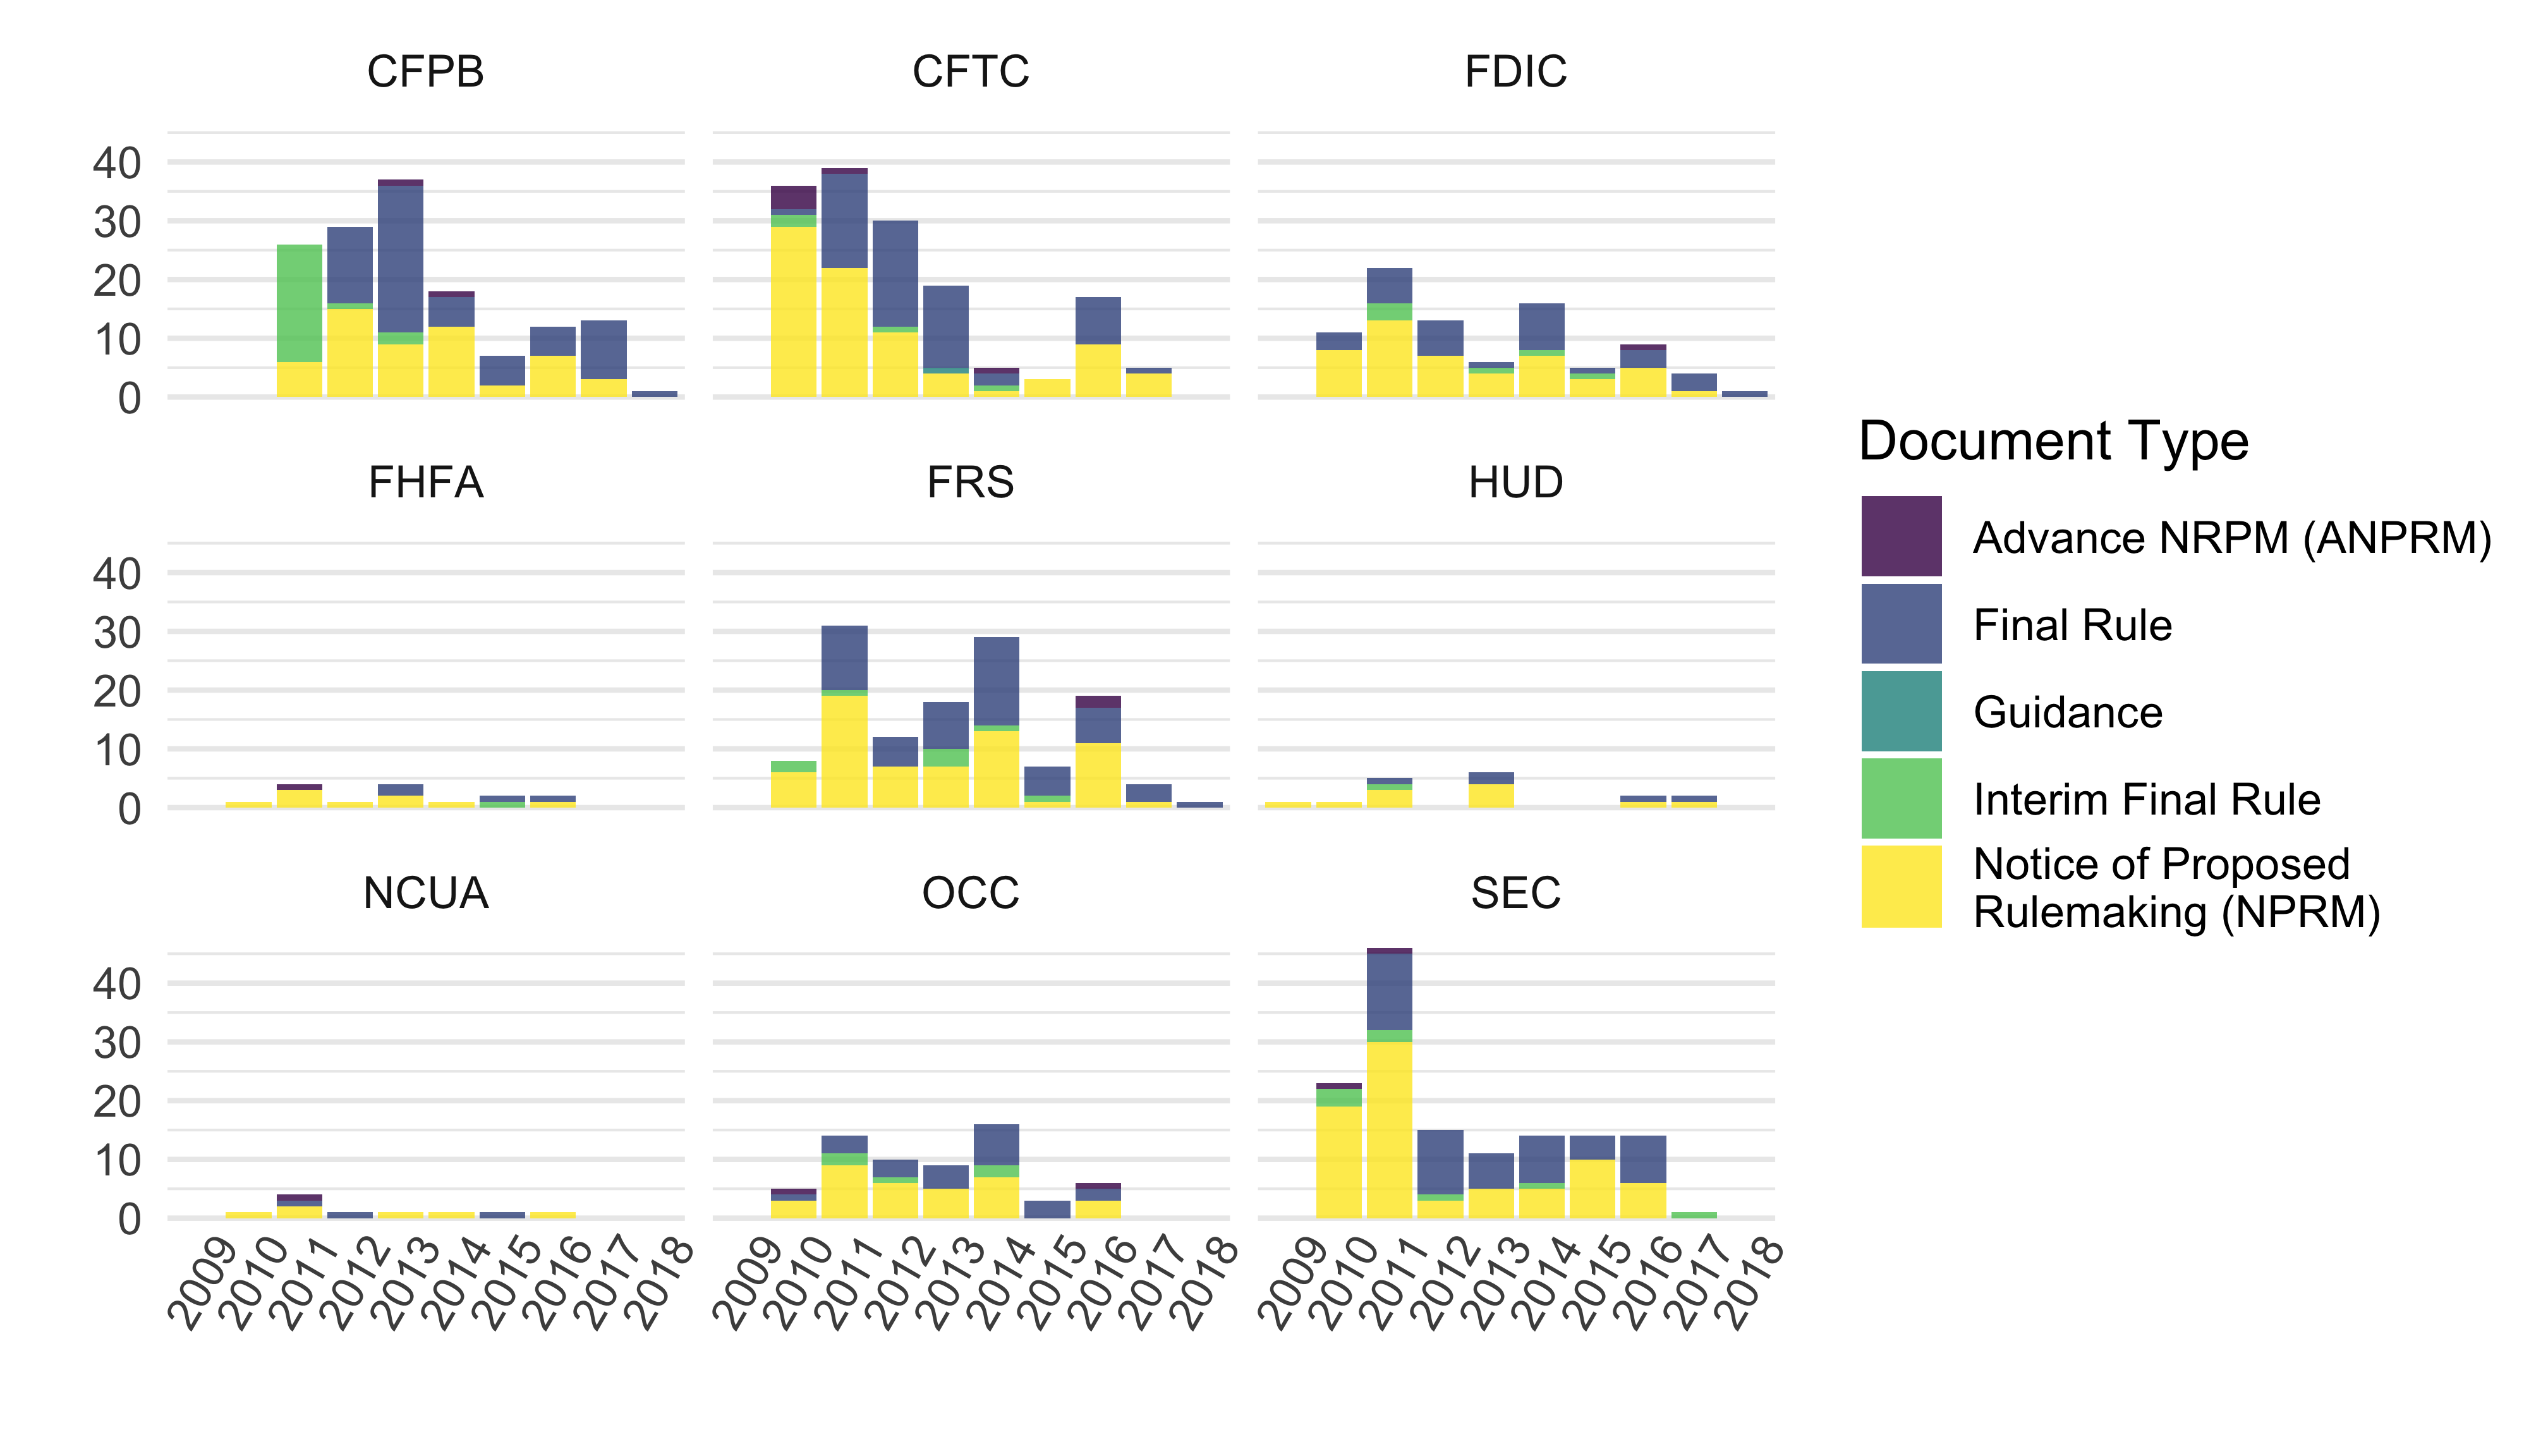 CFPB CFTC FDIC
40
30
20
10
0
FHFA FRS HUD
40
30
20
10
0
NCUA OCC SEC
40
30
20
10
0
2009 2010 2011 2012 2013 2014 2015 2016 2017 2018 2009 2010 2011 2012 2013 2014 2015 2016 2017 2018 2009 2010 2011 2012 2013 2014 2015 2016 2017 2018
Document Type
Advance NRPM (ANPRM)
Final Rule
Guidance
Interim Final Rule
Notice of Proposed
Rulemaking (NPRM)